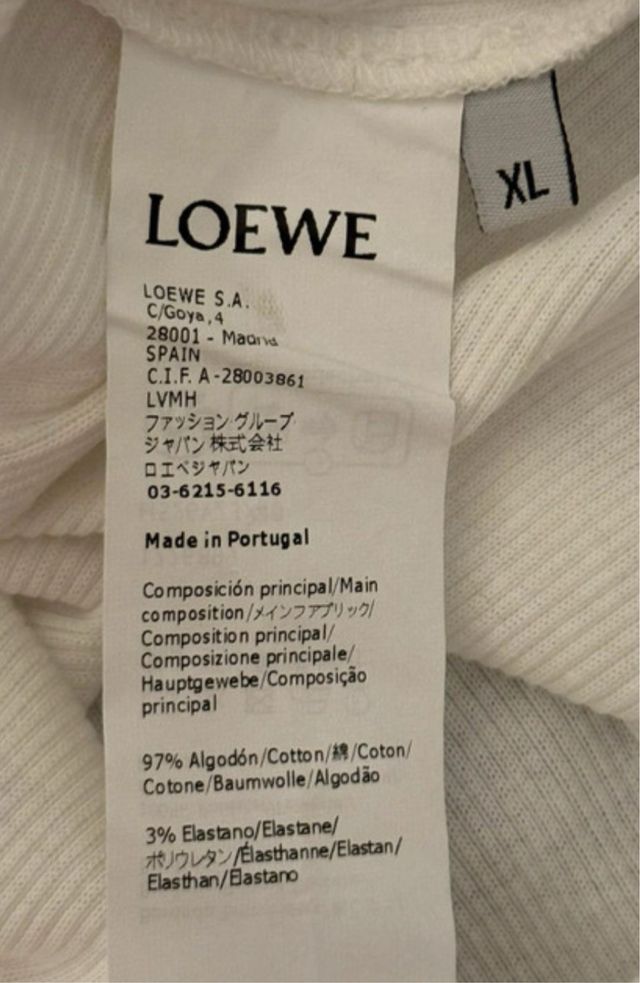 XL
LOEWE
LOEWE S.A.
C/Goya,4
28001 - Madrid
SPAIN
C.I.F. A-28003861
LVMH
ファッション グループ
ジャパン 株式会社
ロエベジャパン
03-6215-6116
Made in Portugal
Composición principal/Main
composition/メインファブリック/
Composition principal/
Composizione principale/
Hauptgewebe/Composição
principal
97% Algodón/Cotton/綿/Coton/
Cotone/Baumwolle/Algodão
3% Elastano/Elastane/
ポリウレタン/Élasthanne/Elastan/
Elasthan/Elastano